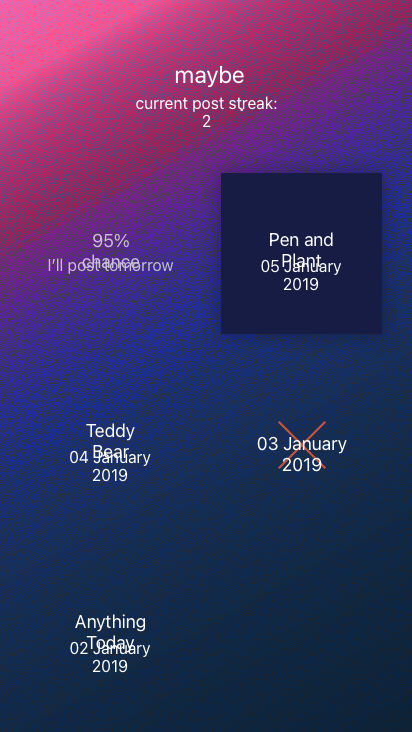 maybe
current post streak:
2
95%
chance
I'll post tomorrow
Pen and
Plant
05 January
2019
Teddy
Bear
04 January
2019
03 January
2019
Anything
Today
02 January
2019